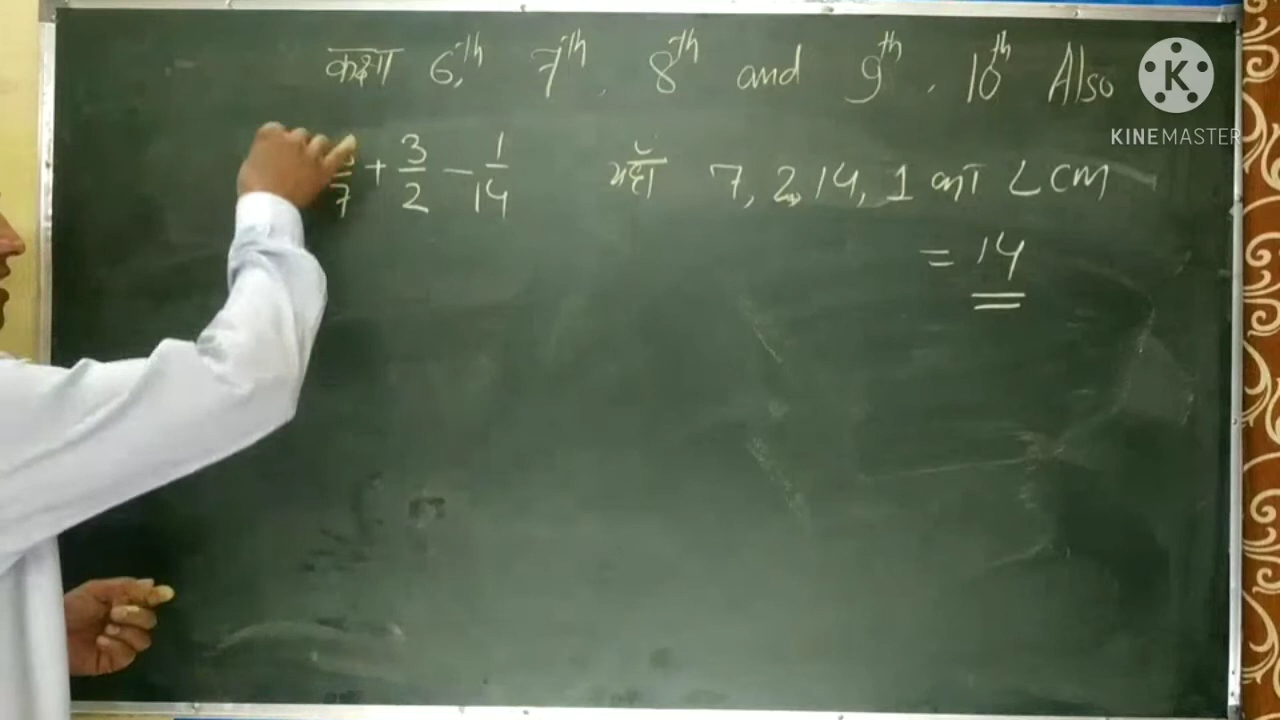 कक्षा 6th, 7th, 8th and 9th, 10th Also
KINEMASTER
7 + 3/2 - 1/14 यहाँ 7, 2, 14, 1 का LCM
= 14